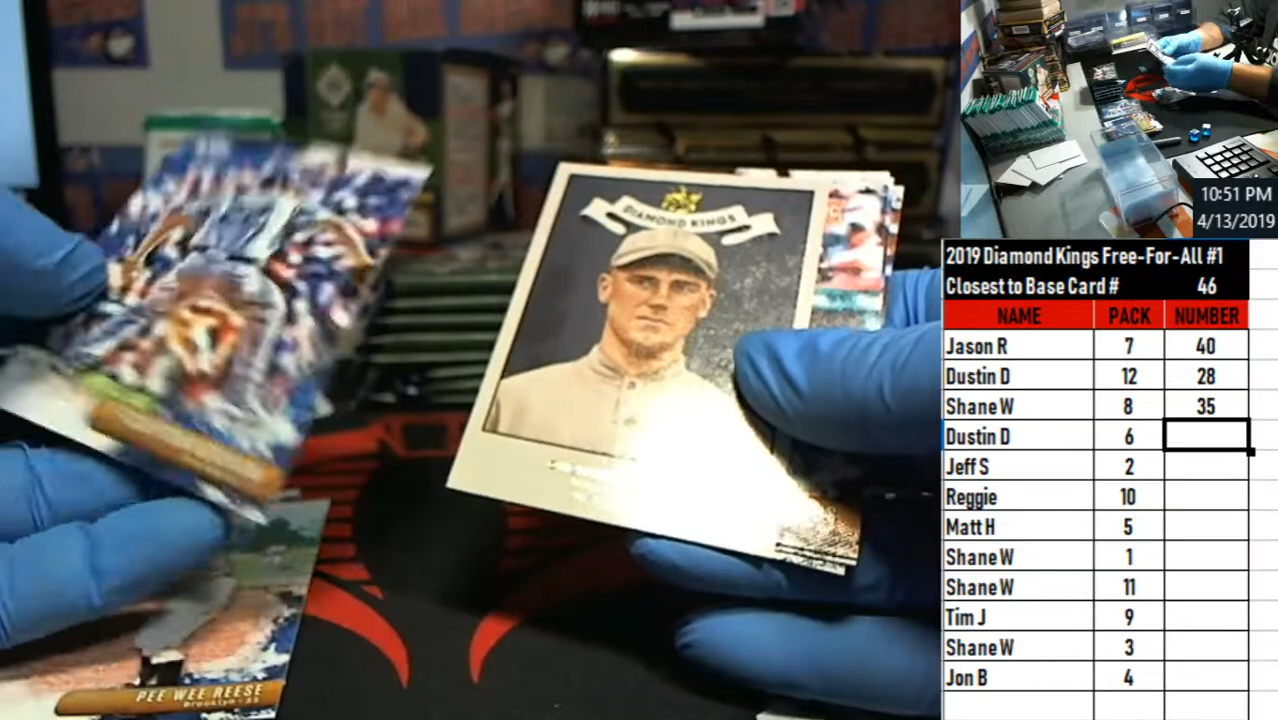 DIAMOND KINGS
PEE WEE REESE
Brooklyn • SS
10:51 PM
4/13/2019
2019 Diamond Kings Free-For-All #1
Closest to Base Card # 46
NAME PACK NUMBER
Jason R 7 40
Dustin D 12 28
Shane W 8 35
Dustin D 6
Jeff S 2
Reggie 10
Matt H 5
Shane W 1
Shane W 11
Tim J 9
Shane W 3
Jon B 4